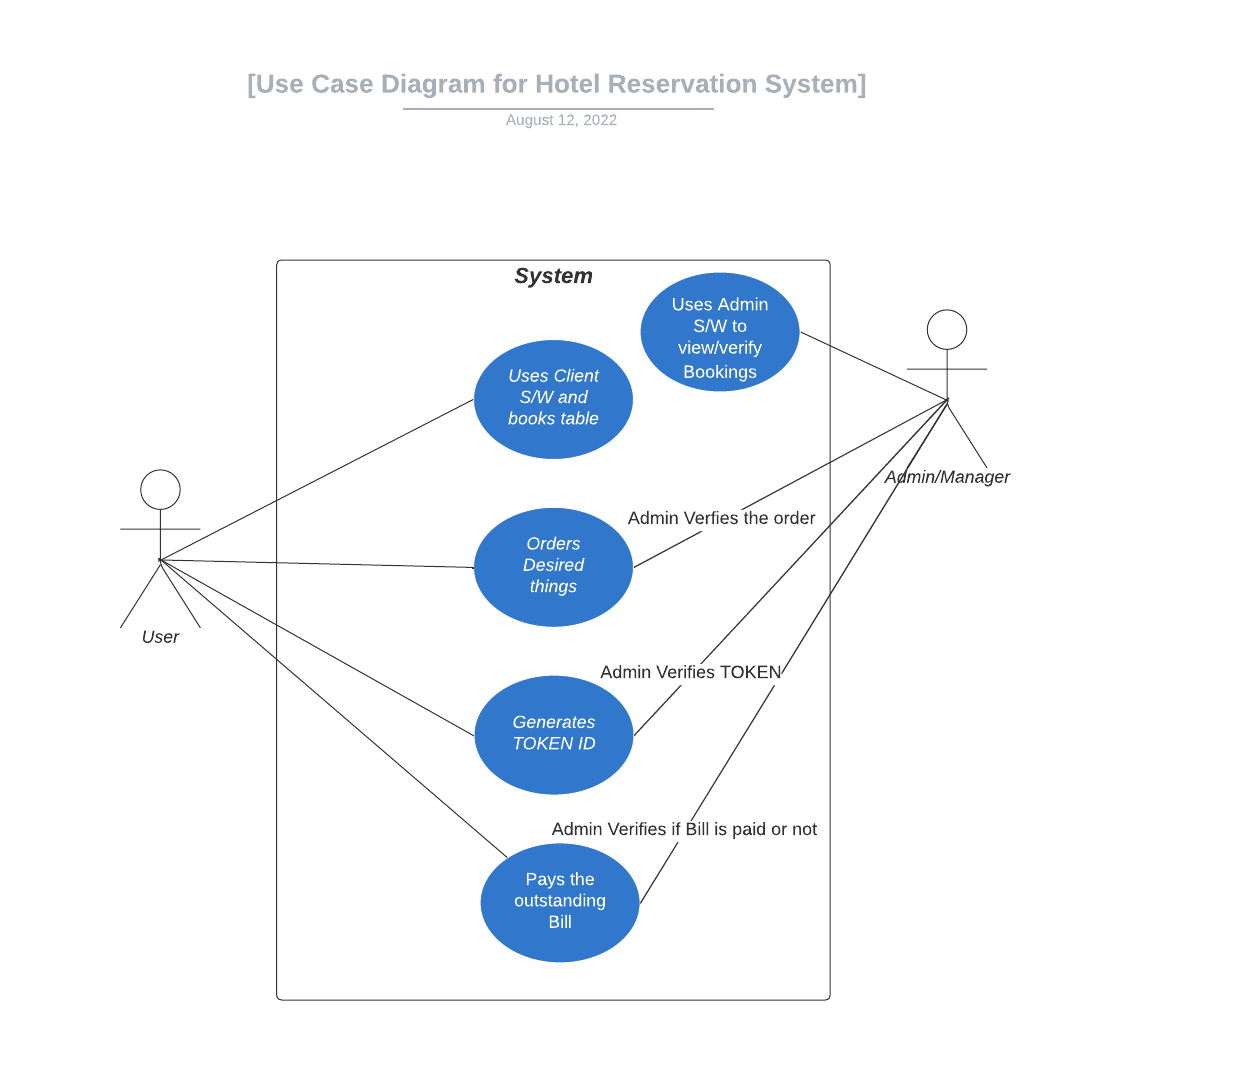 [Use Case Diagram for Hotel Reservation System]
August 12, 2022
System
Uses Admin
S/W to
view/verify
Bookings
Uses Client
S/W and
books table
Admin/Manager
Admin Verfies the order
Orders
Desired
things
User
Admin Verifies TOKEN
Generates
TOKEN ID
Admin Verifies if Bill is paid or not
Pays the
outstanding
Bill